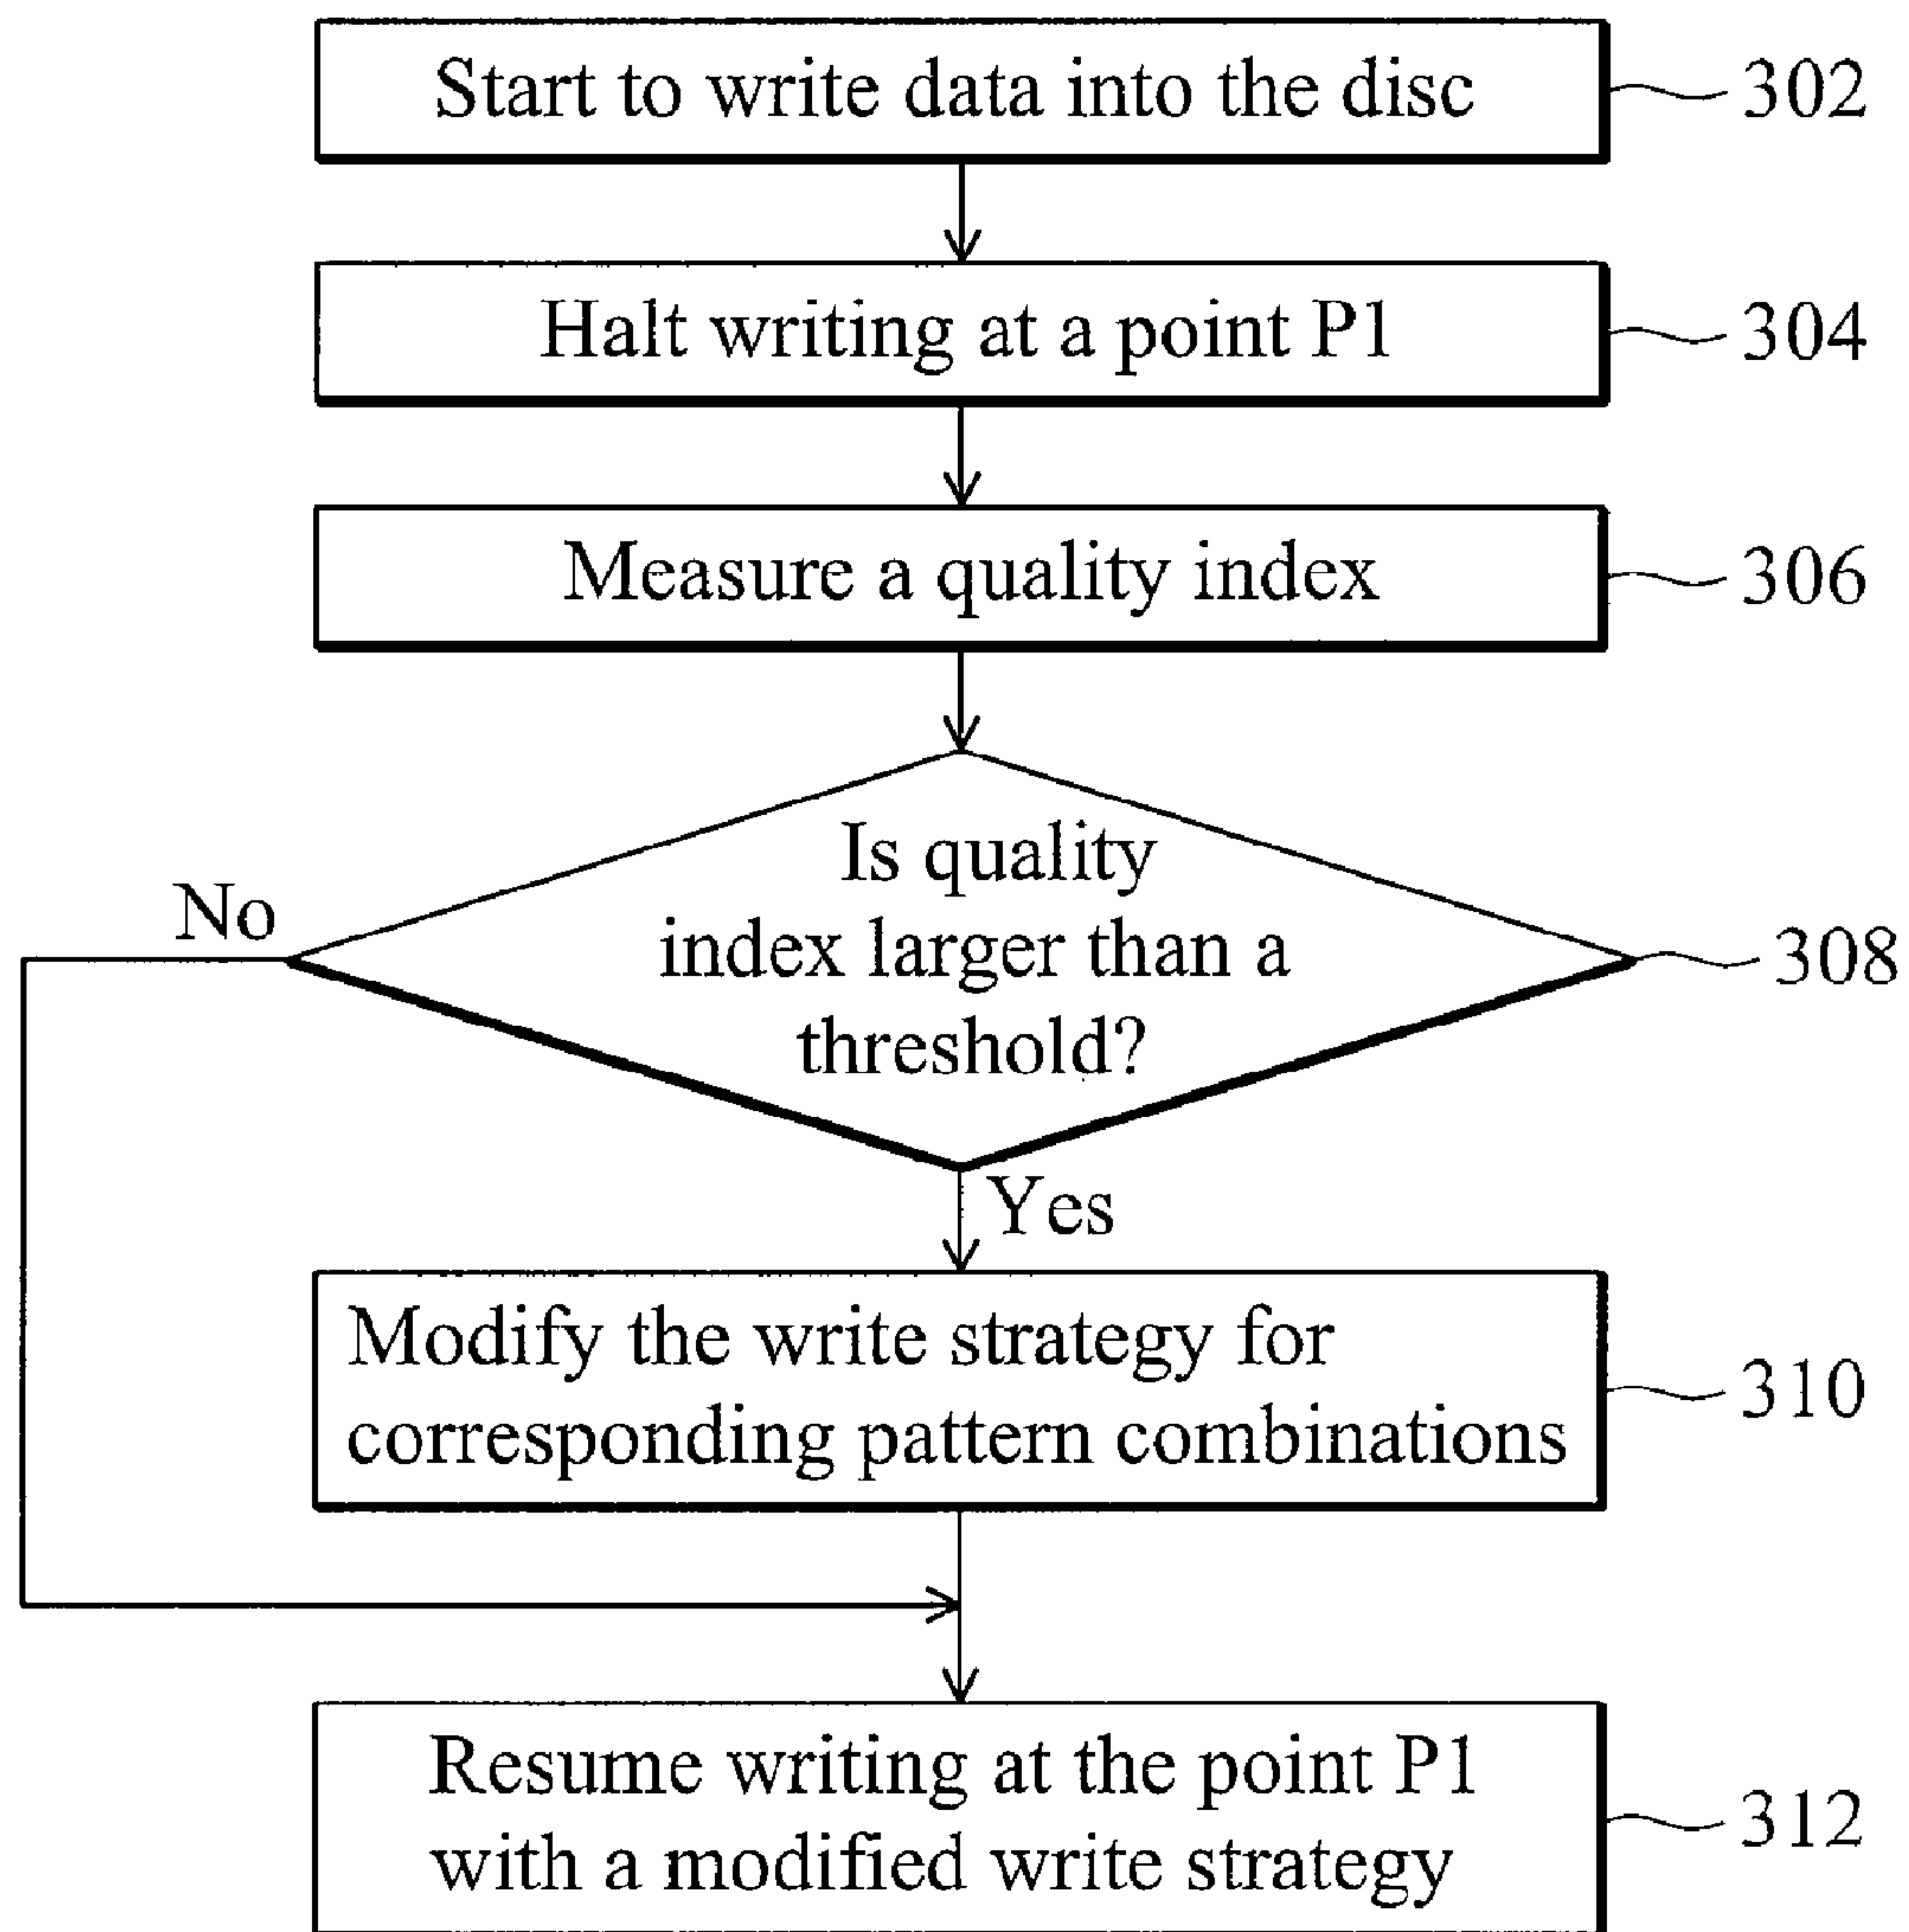 Start to write data into the disc
302
Halt writing at a point P1
304
Measure a quality index
306
Is quality
index larger than a
threshold?
308
No
Yes
Modify the write strategy for
corresponding pattern combinations
310
Resume writing at the point P1
with a modified write strategy
312